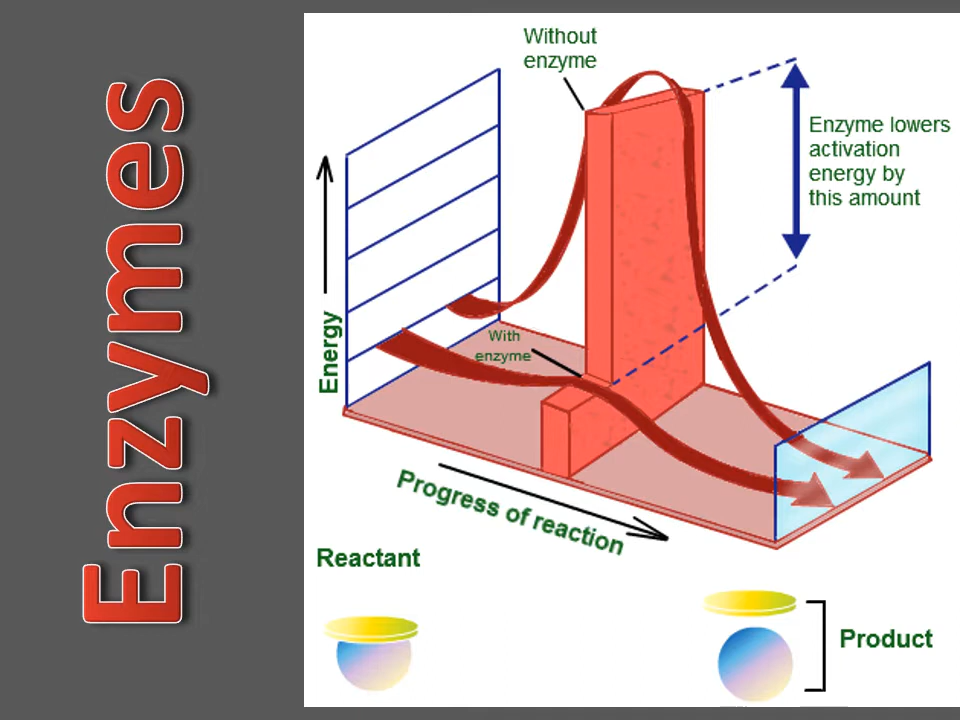 Enzymes
Without
enzyme
Enzyme lowers
activation
energy by
this amount
Energy
With
enzyme
Progress of reaction
Reactant
Product